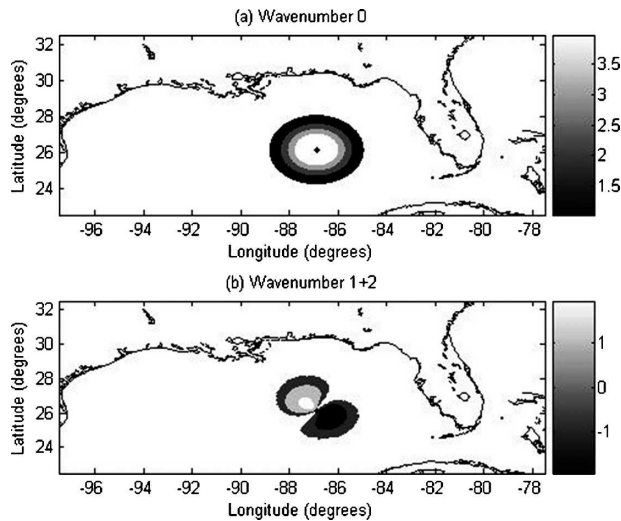 (a) Wavenumber 0
Latitude (degrees)
32
30
28
26
24
-96 -94 -92 -90 -88 -86 -84 -82 -80 -78
Longitude (degrees)
3.5
3
2.5
2
1.5
(b) Wavenumber 1+2
Latitude (degrees)
32
30
28
26
24
-96 -94 -92 -90 -88 -86 -84 -82 -80 -78
Longitude (degrees)
1
0
-1